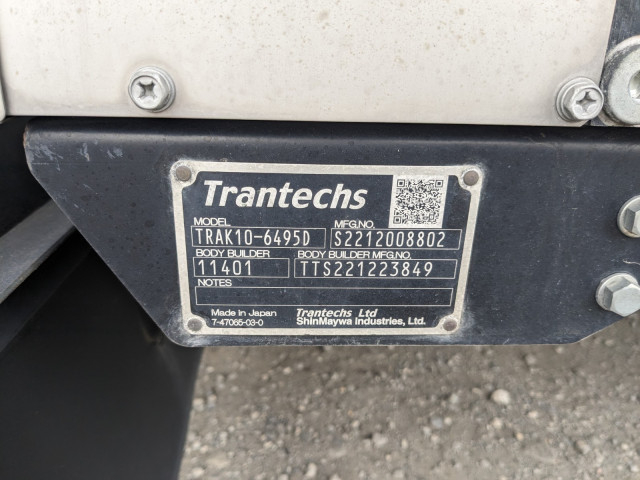 Trantechs
MODEL MFG.NO.
TRAK10-6495D S2212008802
BODY BUILDER BODY BUILDER MFG.NO.
11401 TTS221223849
NOTES
Made in Japan Trantechs Ltd
7-47065-03-0 ShinMaywa Industries, Ltd.